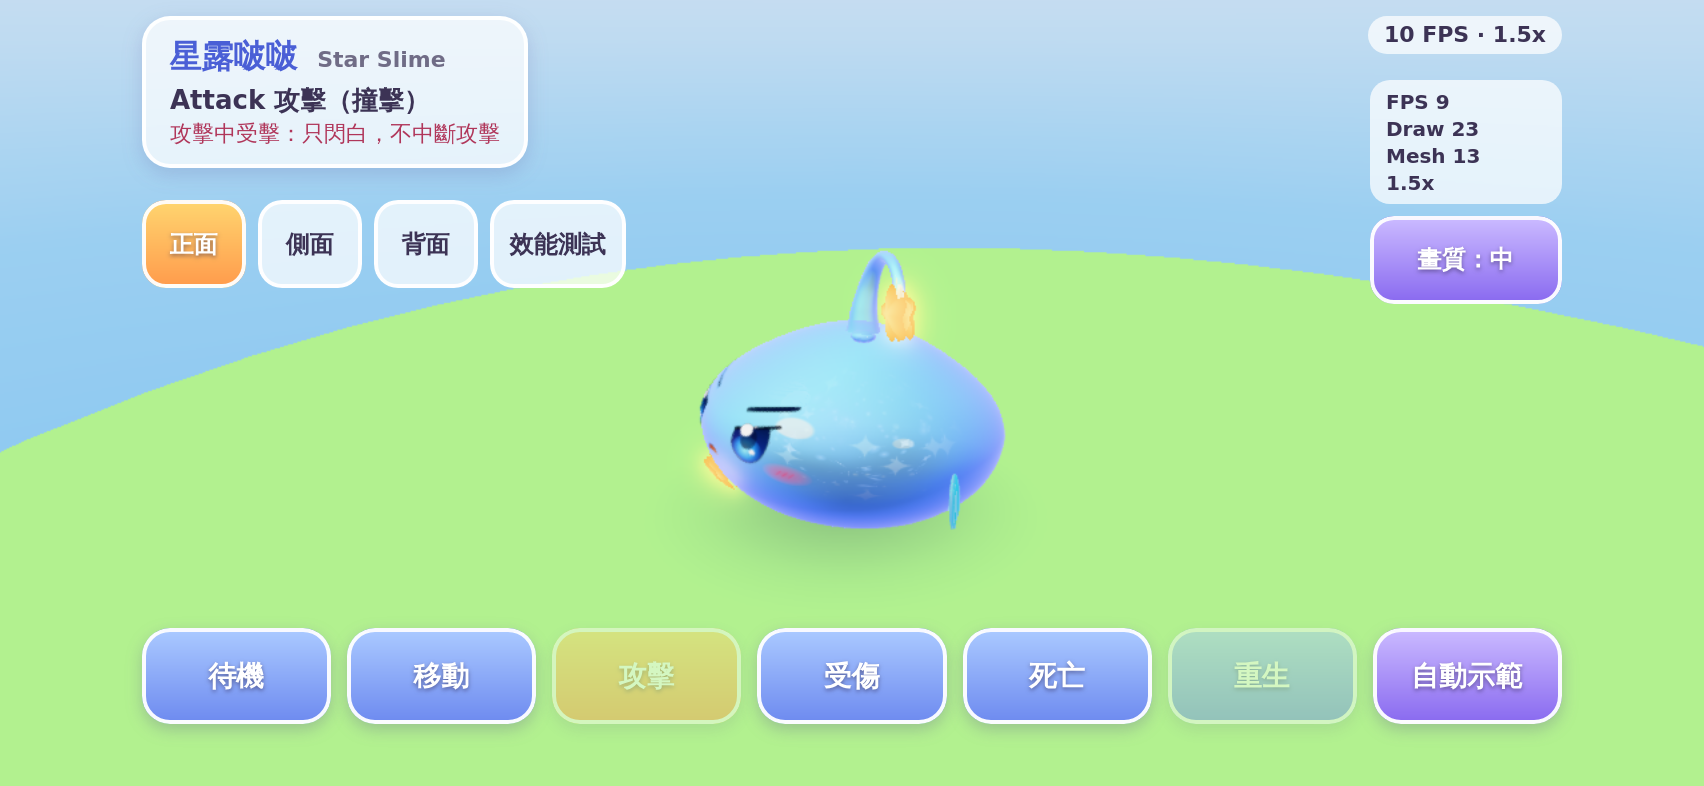 星露啵啵 Star Slime
Attack 攻擊（撞擊）
攻擊中受擊：只閃白，不中斷攻擊
10 FPS · 1.5x
FPS 9
Draw 23
Mesh 13
1.5x
正面
側面
背面
效能測試
畫質：中
待機
移動
攻擊
受傷
死亡
重生
自動示範